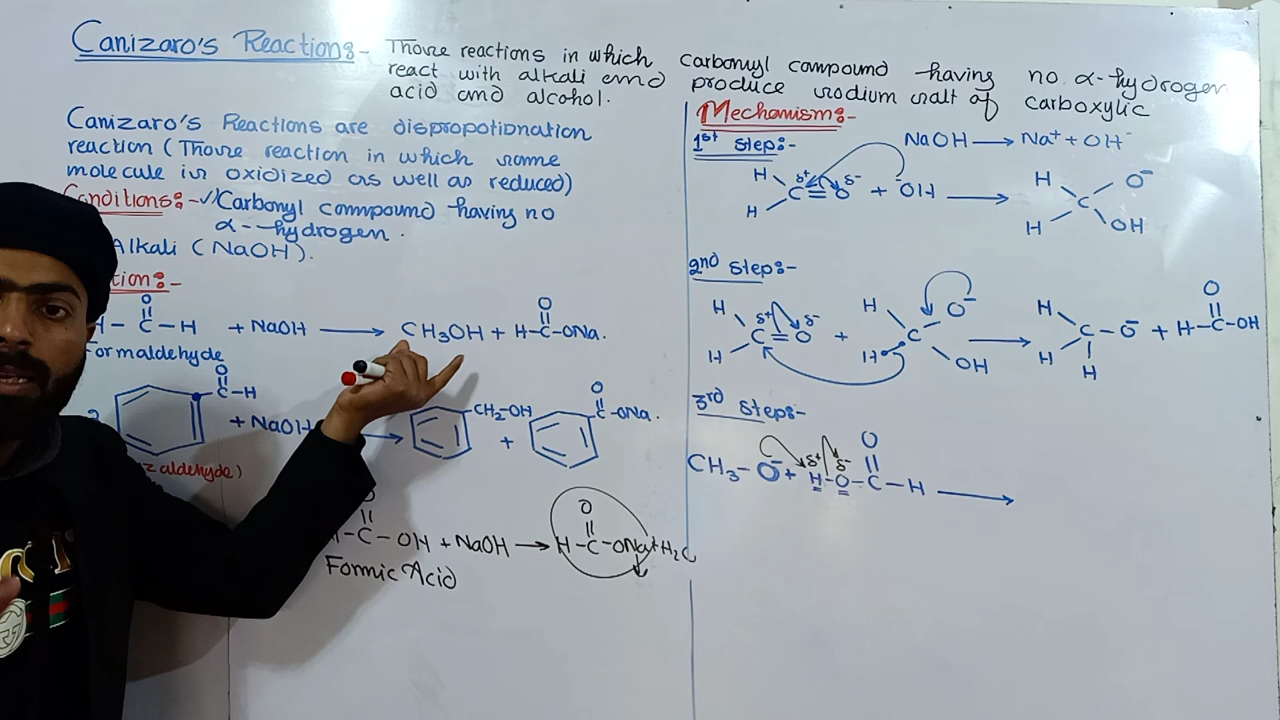 Canizaro's Reactions:- Those reactions in which carbonyl compound having no α-hydrogen
react with alkali and produce sodium salt of carboxylic
acid and alcohol.
Canizaro's Reactions are dispropotionation
reaction (Those reaction in which same
molecule is oxidized as well as reduced)
Conditions:- Carbonyl compound having no
α-hydrogen.
Alkali (NaOH).
tion:-
H-C-H + NaOH ⟶ CH3OH + H-C-ONa.
O O
Formaldehyde
O
C-H + NaOH ⟶ CH2-OH + C-ONa.
O
zaldehyde)
O
C-OH + NaOH ⟶ H-C-ONa + H2O
O
Formic Acid
Mechanism:-
1st step:- NaOH ⟶ Na+ + OH-
H H C=O δ+ δ- + -OH ⟶ H H C O- OH
2nd step:-
H H C=O δ+ δ- + H H C O- OH ⟶ H H C-O- H + H-C-OH
O
3rd step:-
CH3-O- + H-O-C-H ⟶
δ+ δ- O